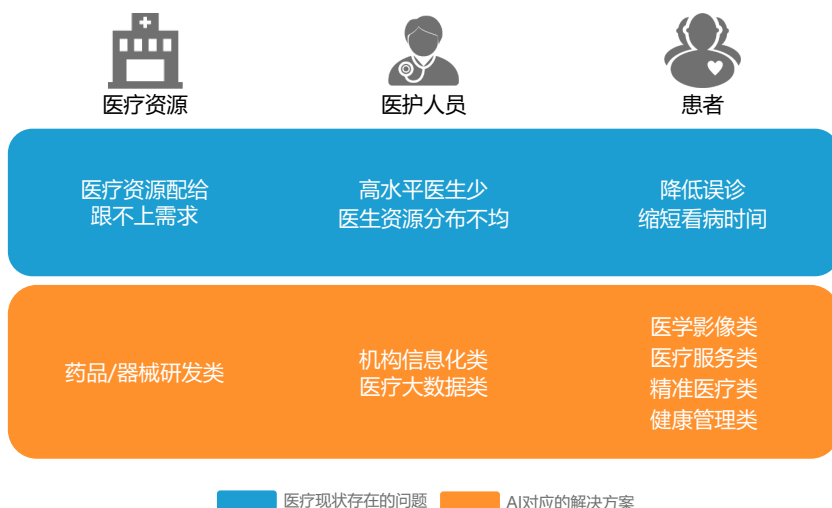 医疗资源
医护人员
患者
医疗资源配给
跟不上需求
高水平医生少
医生资源分布不均
降低误诊
缩短看病时间
药品/器械研发类
机构信息化类
医疗大数据类
医学影像类
医疗服务类
精准医疗类
健康管理类
医疗现状存在的问题
AI对应的解决方案